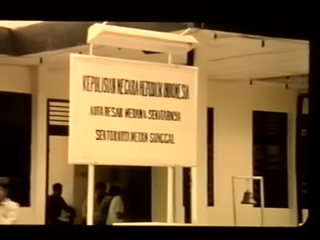 KEPOLISIAN NEGARA REPUBLIK INDONESIA
KOTA BESAR MEDAN & SEKITARNYA
SEKTOR KOTA MEDAN SUNGGAL